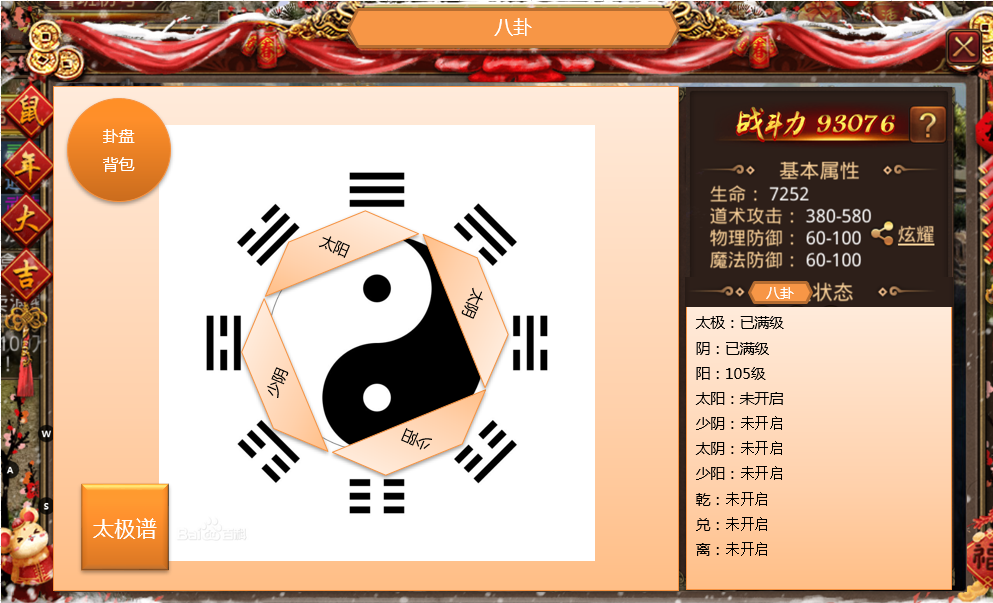 八卦
鼠
年
大
吉
卦盘
背包
太阳
太阴
少阴
少阳
太极谱
Baidu百科
W
A
S
战斗力 93076
?
基本属性
生命： 7252
道术攻击： 380-580
物理防御： 60-100
魔法防御： 60-100
炫耀
八卦 状态
太极：已满级
阴：已满级
阳：105级
太阳：未开启
少阴：未开启
太阴：未开启
少阳：未开启
乾：未开启
兑：未开启
离：未开启
福